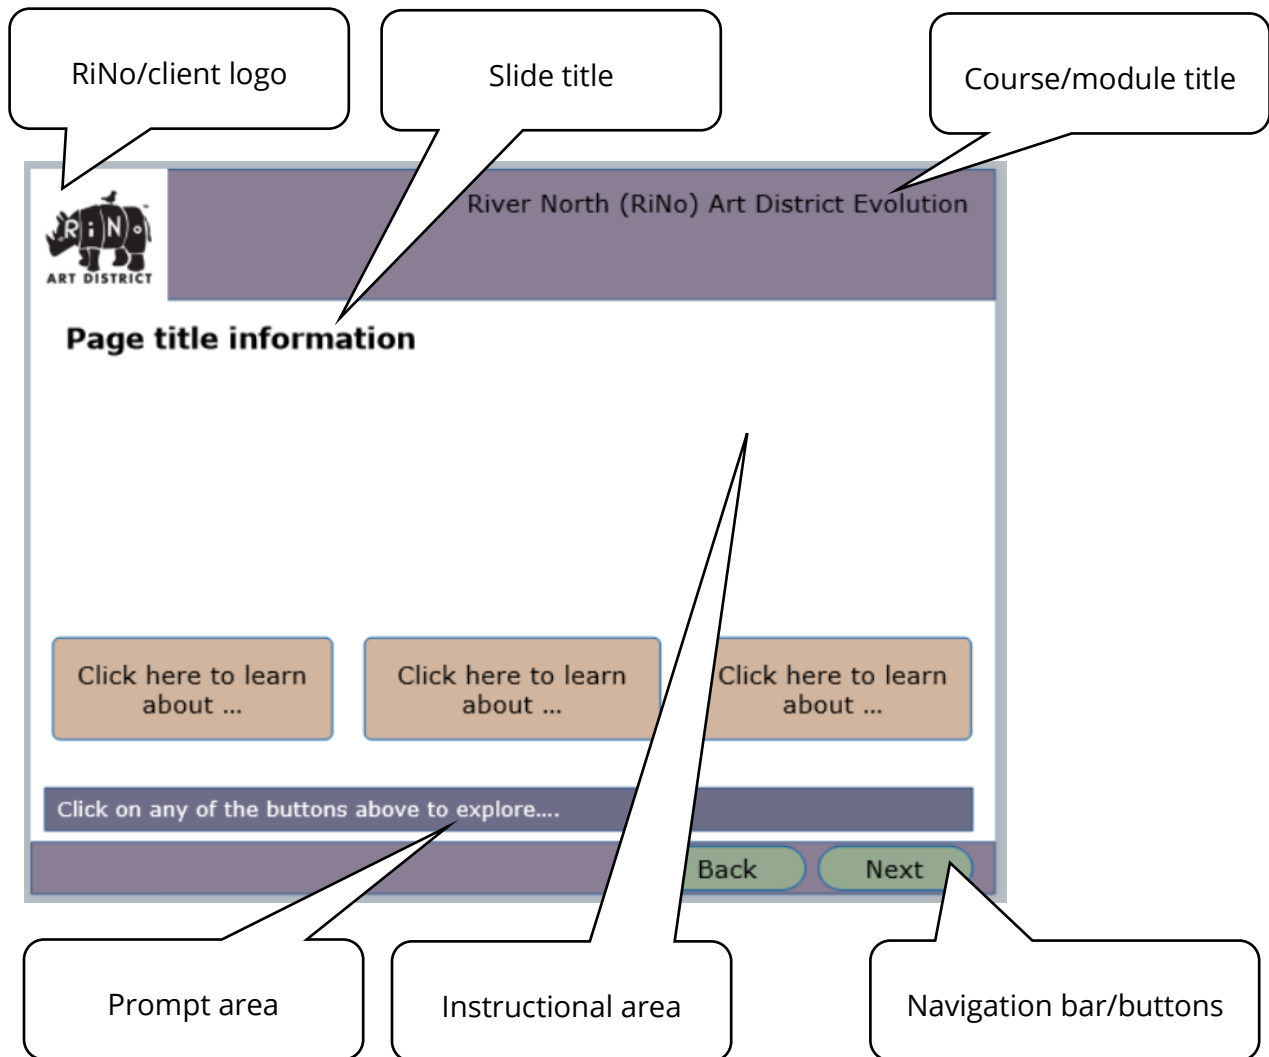 RiNo/client logo
Slide title
Course/module title
RiNo
ART DISTRICT
River North (RiNo) Art District Evolution
Page title information
Click here to learn
about ...
Click here to learn
about ...
Click here to learn
about ...
Click on any of the buttons above to explore....
Back
Next
Prompt area
Instructional area
Navigation bar/buttons